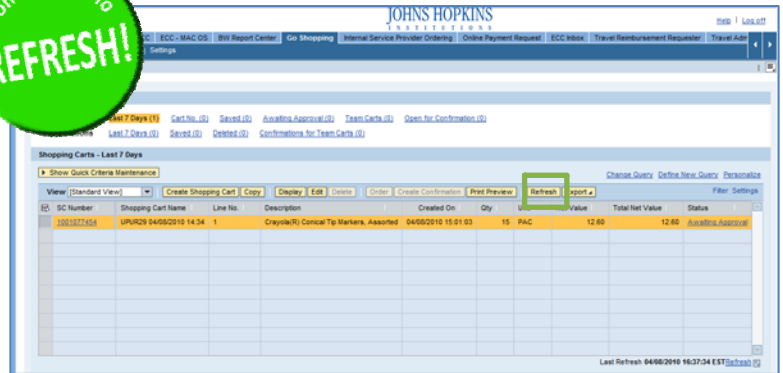 to
REFRESH!
JOHNS HOPKINS
INSTITUTIONS
Help | Log off
ECC - MAC OS BW Report Center Go Shopping Internal Service Provider Ordering Online Payment Request ECC Inbox Travel Reimbursement Requester Travel Adm
Settings
Last 7 Days (1) Cart No. (0) Saved (0) Awaiting Approval (0) Team Carts (0) Open for Confirmation (0)
Last 7 Days (0) Saved (0) Deleted (0) Confirmations for Team Carts (0)
Shopping Carts - Last 7 Days
Show Quick Criteria Maintenance Change Query Define New Query Personalize
View [Standard View] Create Shopping Cart Copy Display Edit Delete Order Create Confirmation Print Preview Refresh Export Filter Settings
SC Number Shopping Cart Name Line No. Description Created On Qty Value Total Net Value Status
1001077454 UPUR29 04/08/2010 14:34 1 Crayola(R) Conical Tip Markers, Assorted 04/08/2010 15:01:03 15 PAC 12.60 12.60 Awaiting Approval
Last Refresh 04/08/2010 16:37:34 EST Refresh